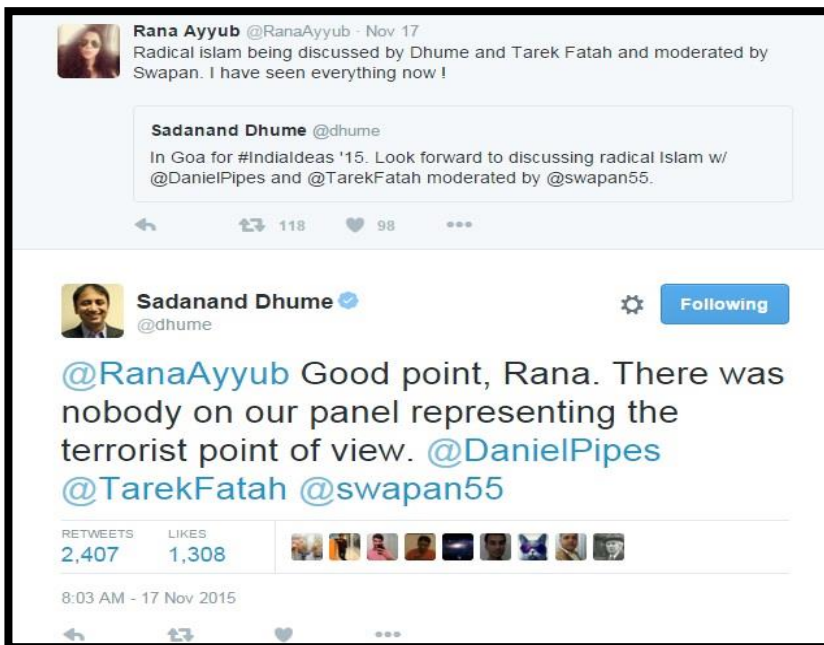 Rana Ayyub @RanaAyyub · Nov 17
Radical islam being discussed by Dhume and Tarek Fatah and moderated by
Swapan. I have seen everything now !
Sadanand Dhume @dhume
In Goa for #IndiaIdeas '15. Look forward to discussing radical Islam w/
@DanielPipes and @TarekFatah moderated by @swapan55.
118 98
Sadanand Dhume
Following
@dhume
@RanaAyyub Good point, Rana. There was
nobody on our panel representing the
terrorist point of view. @DanielPipes
@TarekFatah @swapan55
RETWEETS LIKES
2,407 1,308
8:03 AM - 17 Nov 2015